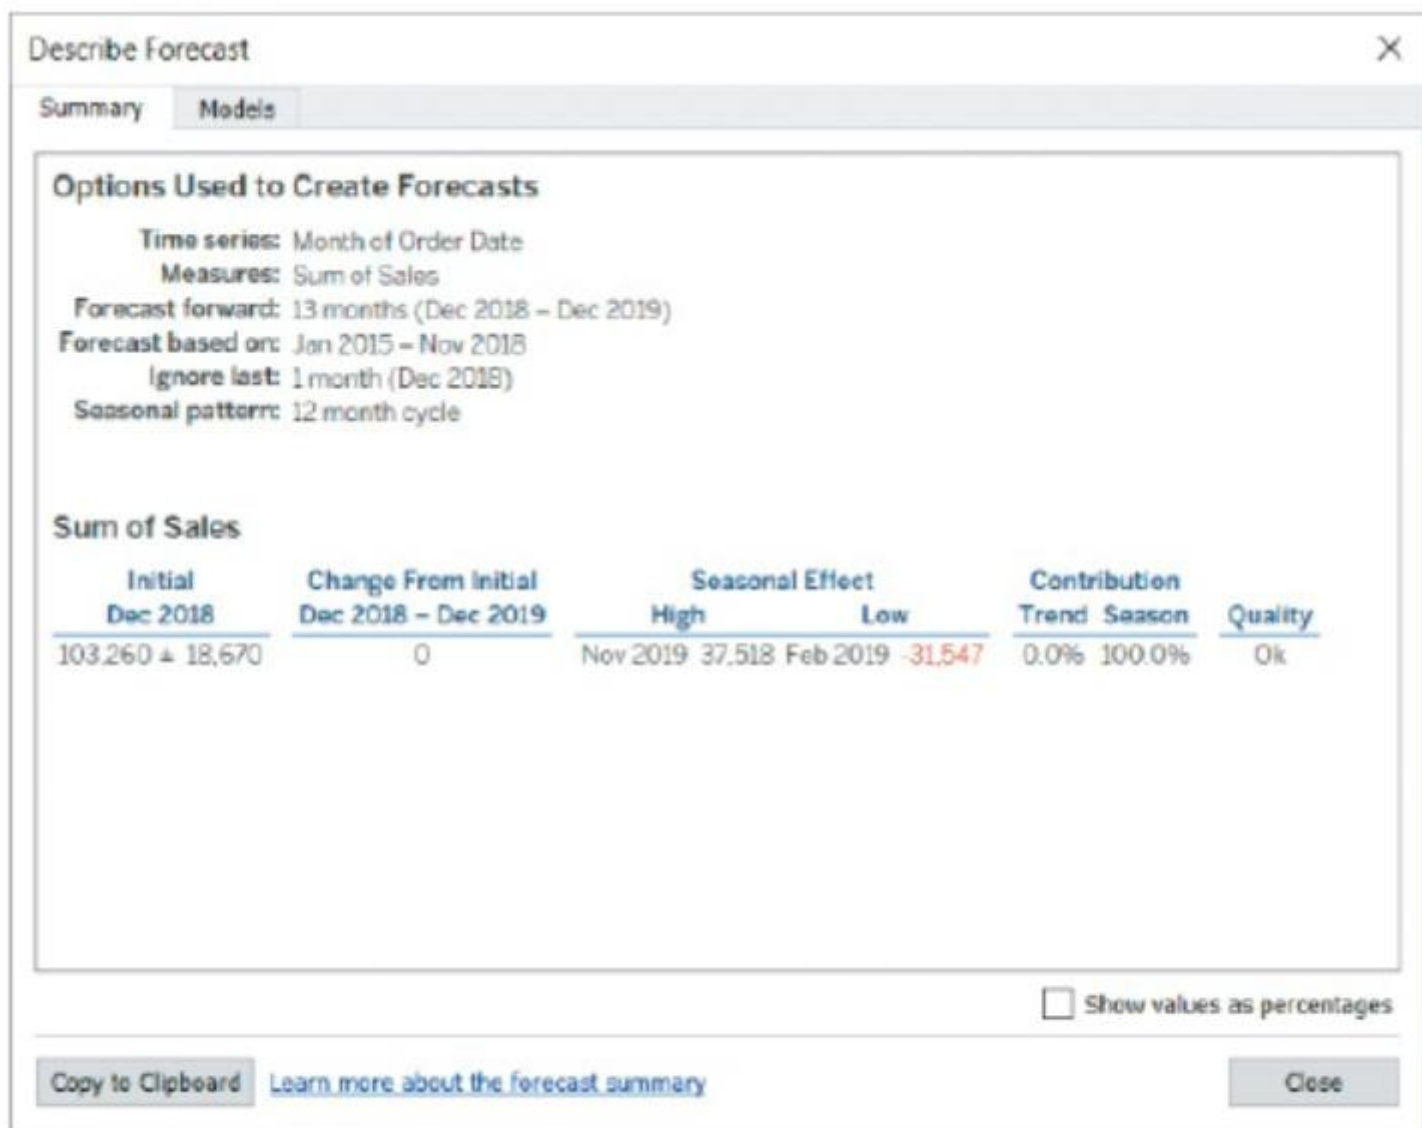 Describe Forecast
Summary Models
Options Used to Create Forecasts
Time series: Month of Order Date
Measures: Sum of Sales
Forecast forward: 13 months (Dec 2018 – Dec 2019)
Forecast based on: Jan 2015 – Nov 2018
Ignore last: 1 month (Dec 2018)
Seasonal pattern: 12 month cycle
Sum of Sales
Initial Change From Initial Seasonal Effect Contribution
Dec 2018 Dec 2018 – Dec 2019 High Low Trend Season Quality
103,260 ± 18,670 0 Nov 2019 37,518 Feb 2019 -31,547 0.0% 100.0% Ok
Show values as percentages
Copy to Clipboard Learn more about the forecast summary Close